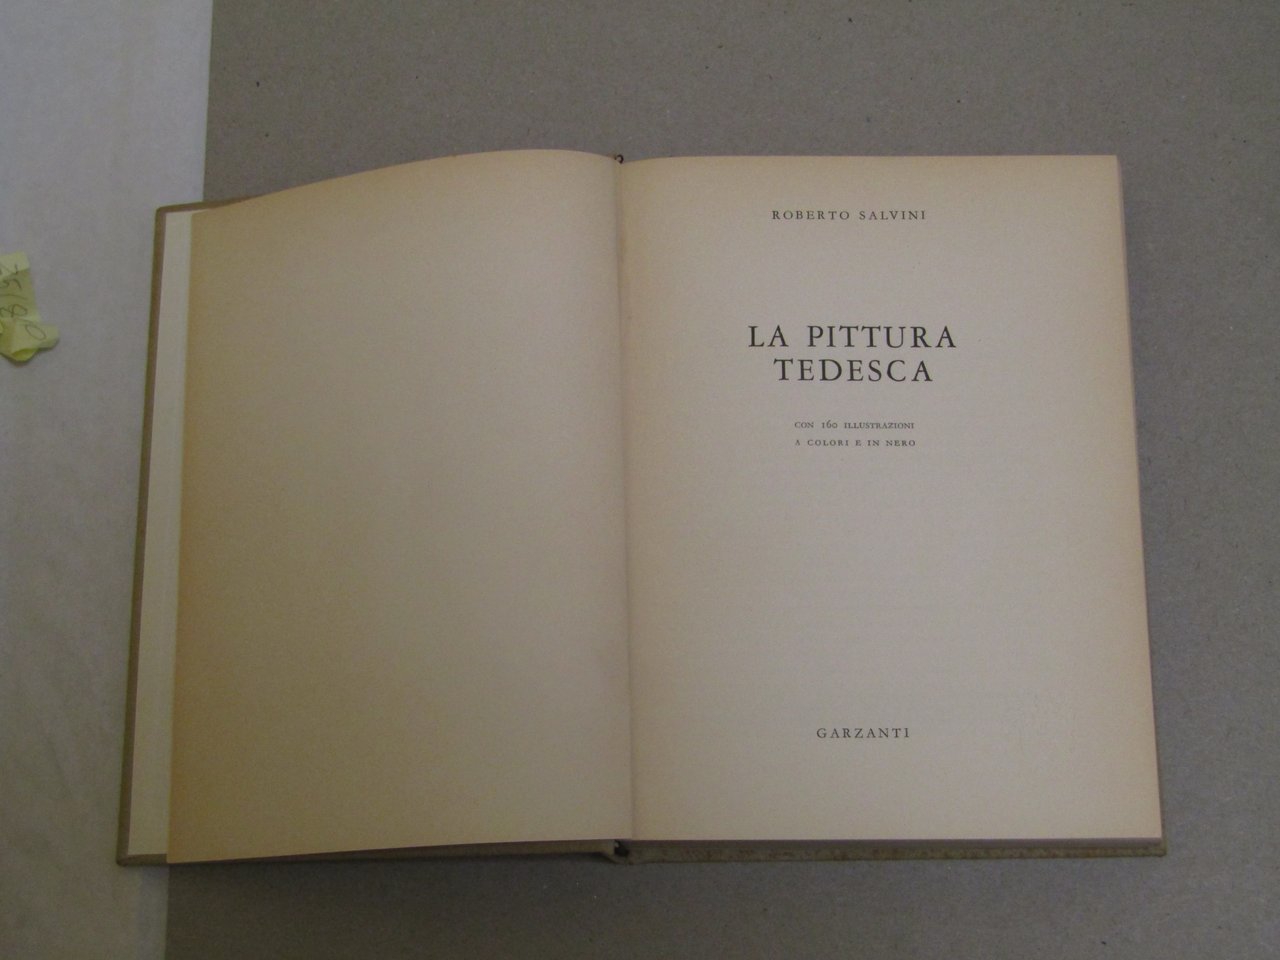 ROBERTO SALVINI
LA PITTURA
TEDESCA
CON 160 ILLUSTRAZIONI
A COLORI E IN NERO
GARZANTI